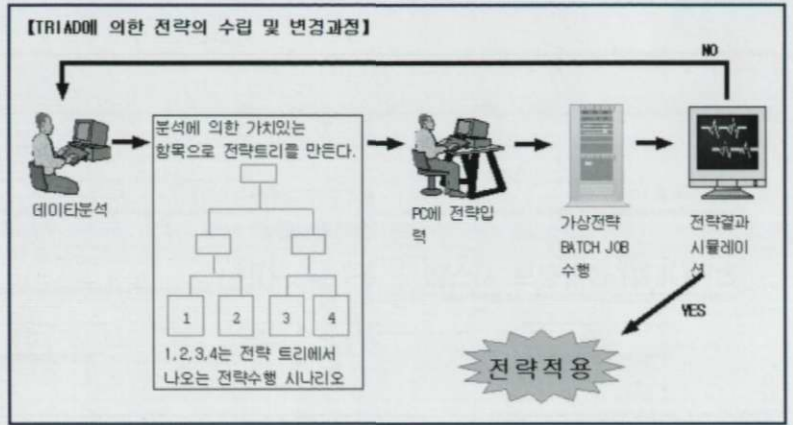 【TRIAD에 의한 전략의 수립 및 변경과정】
NO
분석에 의한 가치있는
항목으로 전략트리를 만든다.
1
2
3
4
1,2,3,4는 전략 트리에서
나오는 전략수행 시나리오
데이타분석
PC에 전략입
력
가상전략
BATCH JOB
수행
전략결과
시뮬레이
션
YES
전략적용